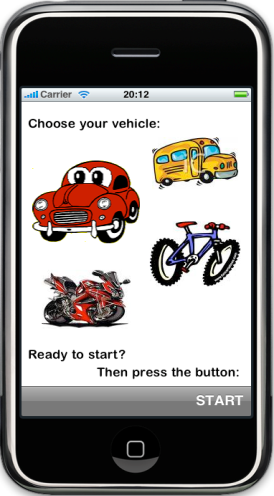 Carrier 20:12
Choose your vehicle:
Ready to start?
Then press the button:
START